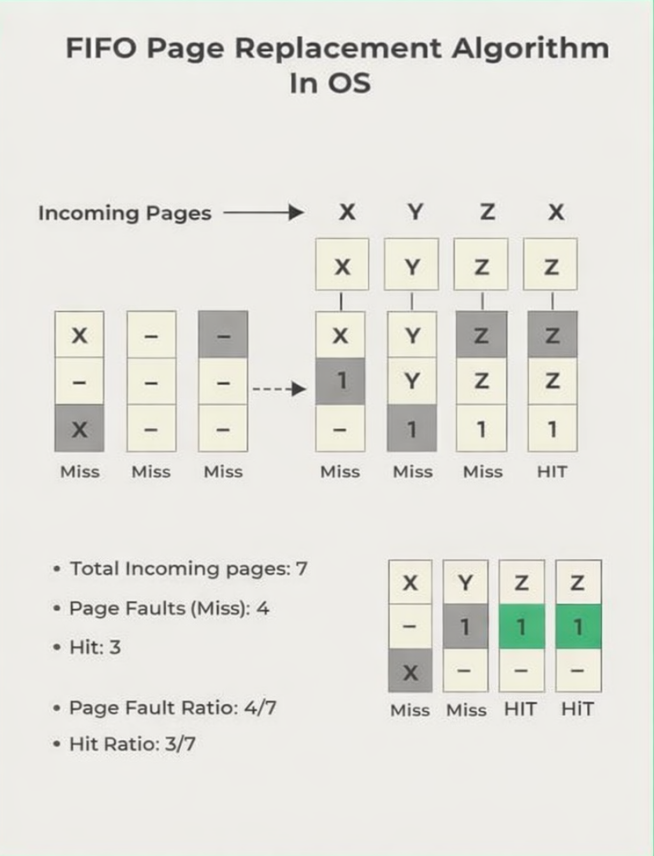 FIFO Page Replacement Algorithm
In OS
Incoming Pages X Y Z X
X Y Z Z
X – – X Y Z Z
– – – 1 Y Z Z
X – – – 1 1 1
Miss Miss Miss Miss Miss Miss HIT
• Total Incoming pages: 7
• Page Faults (Miss): 4
• Hit: 3
• Page Fault Ratio: 4/7
• Hit Ratio: 3/7
X Y Z Z
– 1 1 1
X – – –
Miss Miss HIT HiT